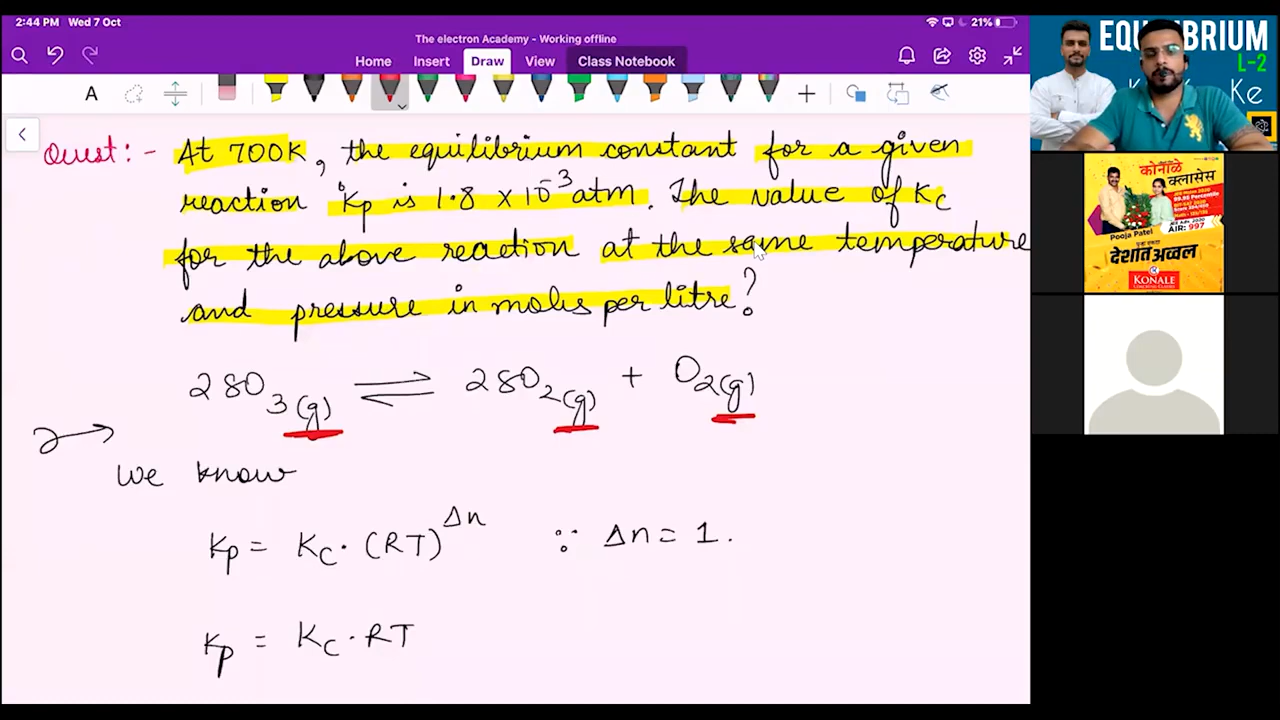 2:44 PM Wed 7 Oct
21%
The electron Academy - Working offline
Home Insert Draw View Class Notebook
A
Quest:- At 700K, the equilibrium constant for a given
reaction Kp is 1.8 x 10⁻³ atm. The value of Kc
for the above reaction at the same temperature
and pressure in moles per litre?
2SO₃(g) ⇌ 2SO₂(g) + O₂(g)
We know
Kp = Kc · (RT)^Δn ∵ Δn = 1.
Kp = Kc · RT
EQUILIBRIUM
L-2
Ke
कोनाळे
क्लासेस
Pooja Patel
AIR: 997
देशात अव्वल
KONALE